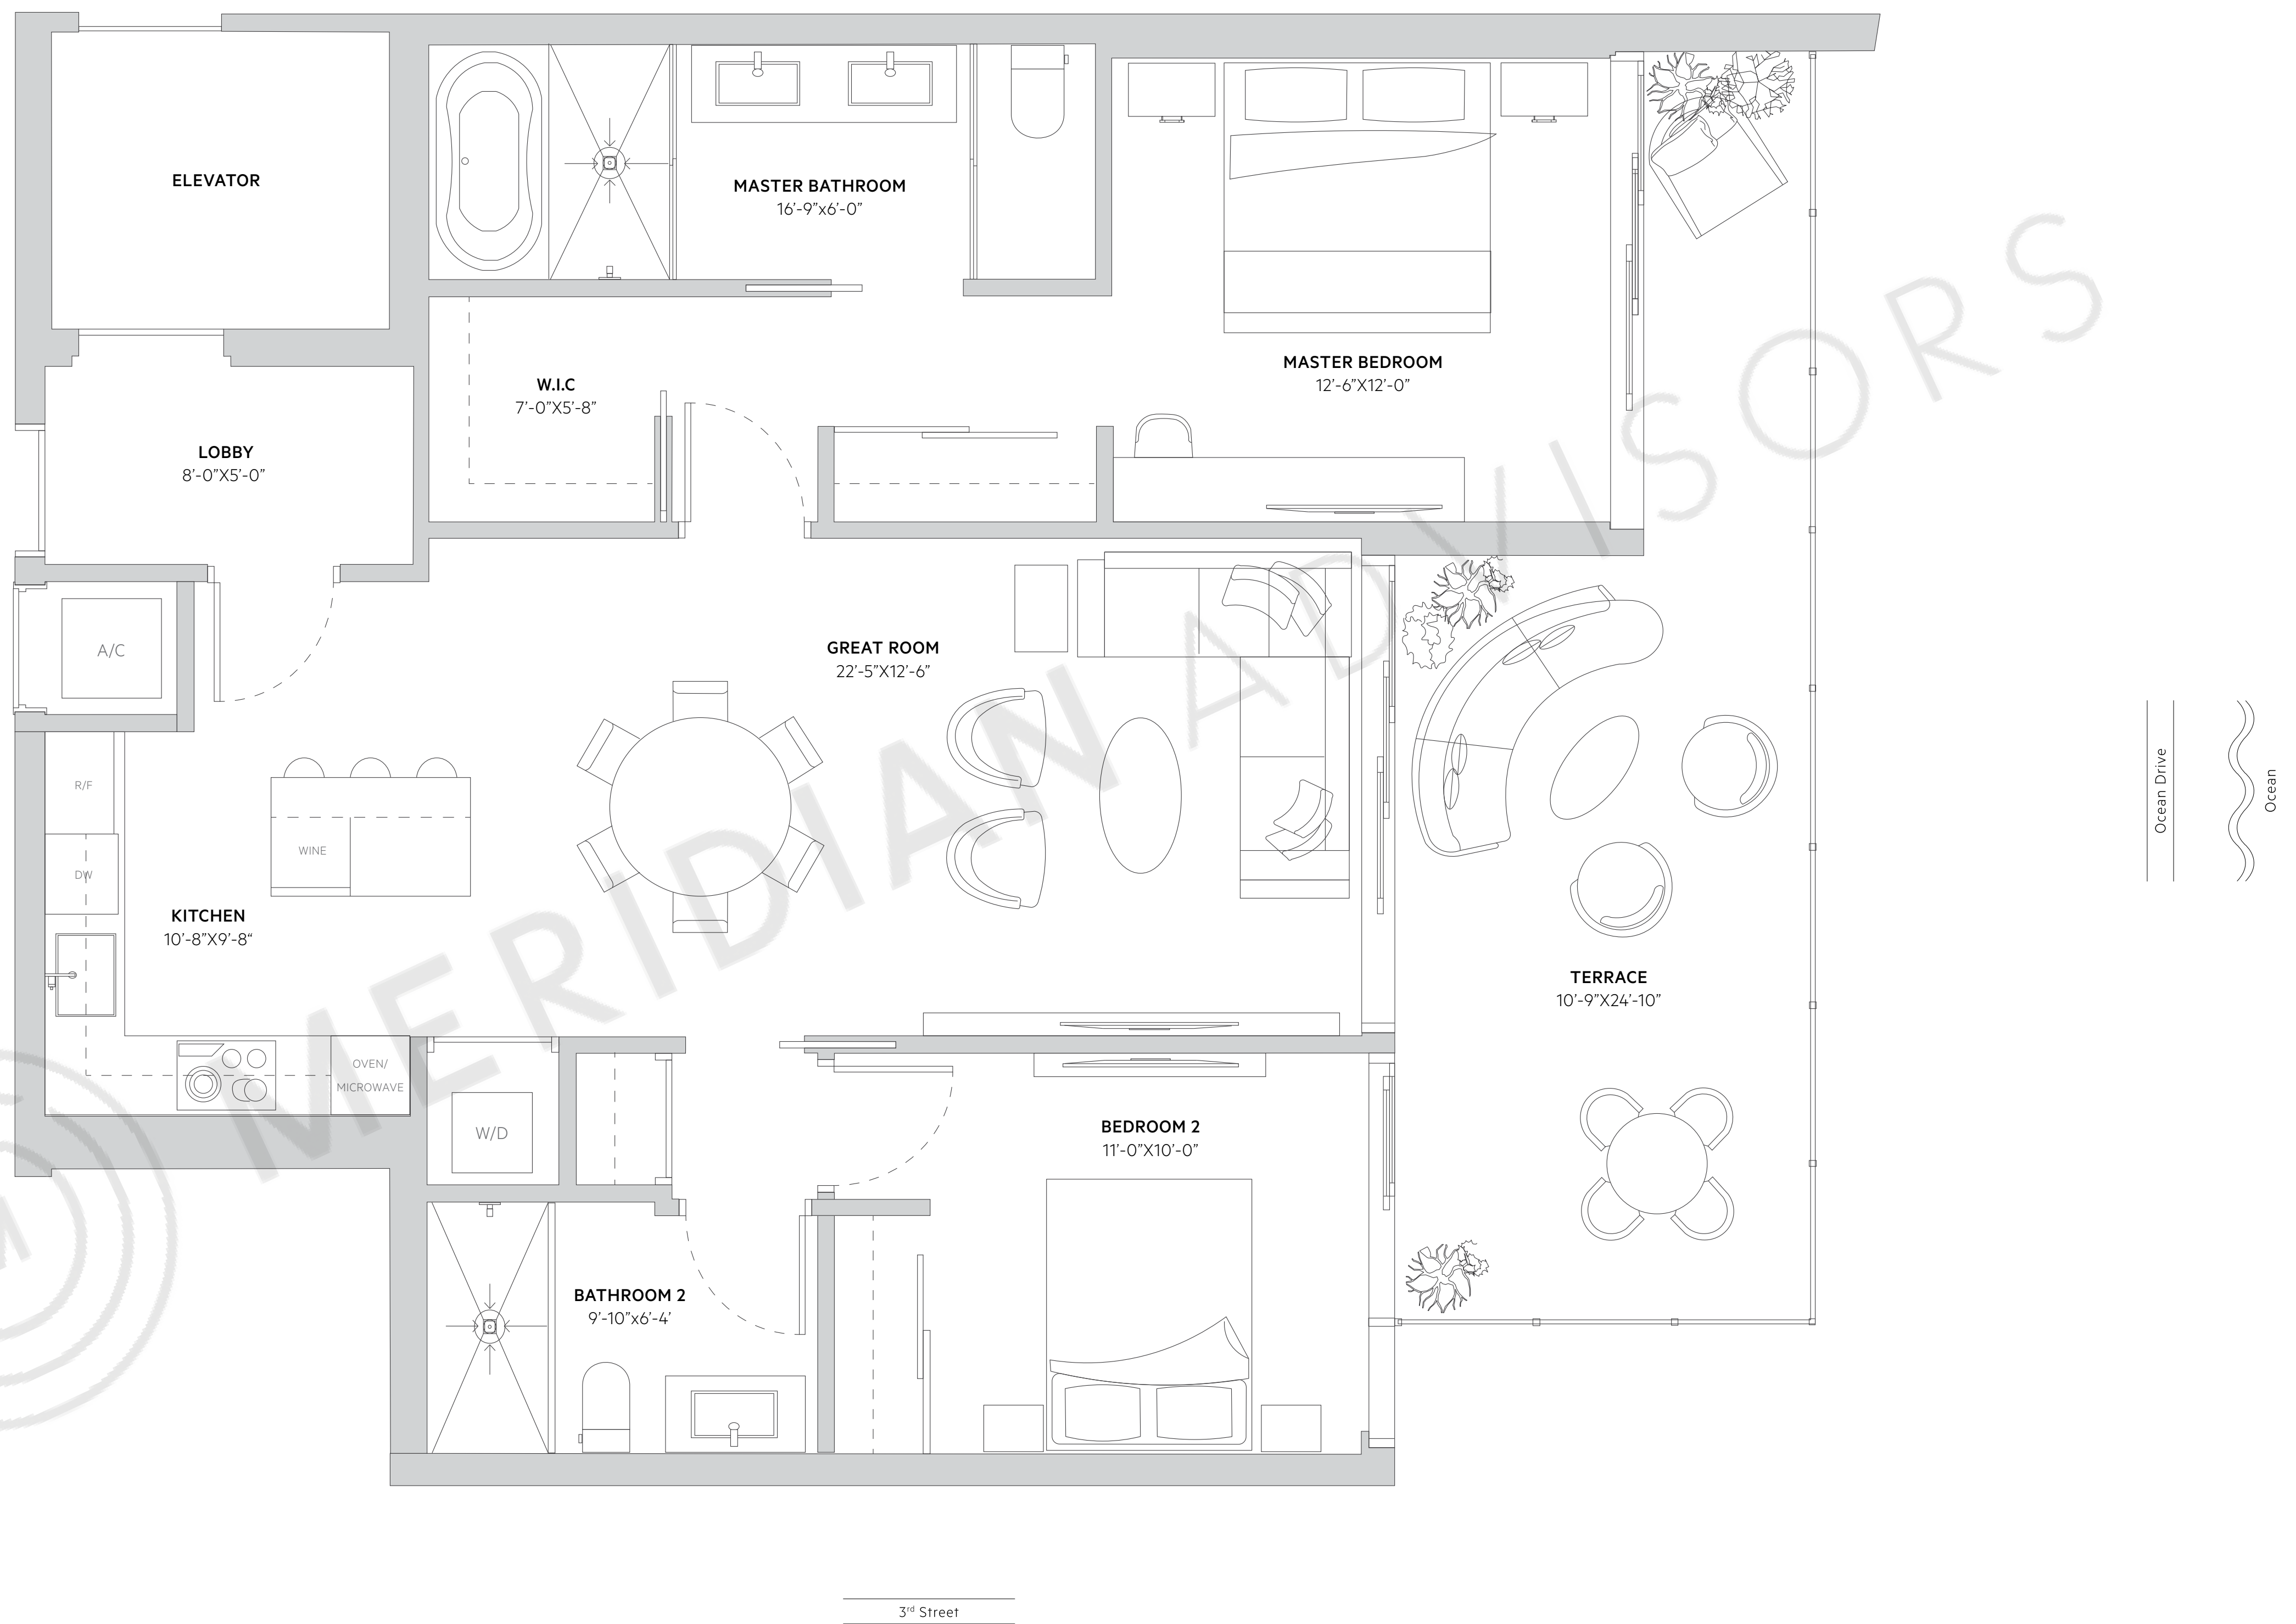 ELEVATOR
MASTER BATHROOM
16'-9"x6'-0"
MASTER BEDROOM
12'-6"X12'-0"
W.I.C
7'-0"X5'-8"
LOBBY
8'-0"X5'-0"
A/C
GREAT ROOM
22'-5"X12'-6"
R/F
WINE
DW
KITCHEN
10'-8"X9'-8“
TERRACE
10'-9"X24'-10"
OVEN/
MICROWAVE
W/D
BEDROOM 2
11'-0"X10'-0"
BATHROOM 2
9'-10"x6'-4'
Ocean Drive
Ocean
3rd Street
MERIDIAN ADVISORS